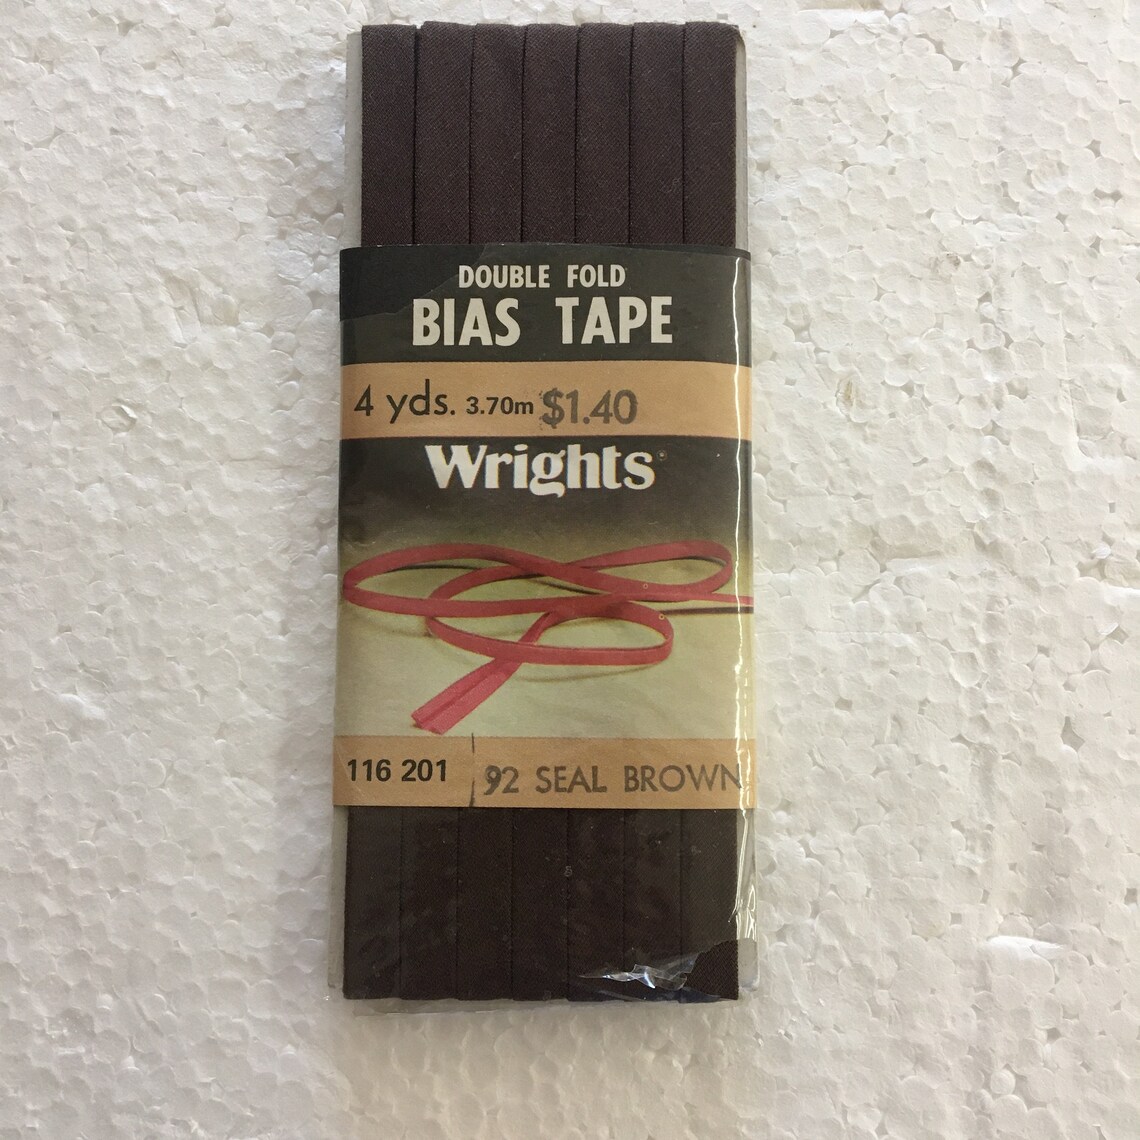 DOUBLE FOLD
BIAS TAPE
4 yds. 3.70m $1.40
Wrights®
116 201 92 SEAL BROWN